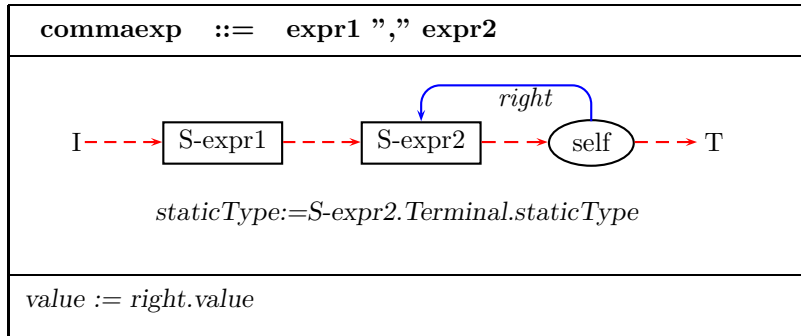 commaexp ::= expr1 ”,” expr2
right
I S-expr1 S-expr2 self T
staticType:=S-expr2.Terminal.staticType
value := right.value